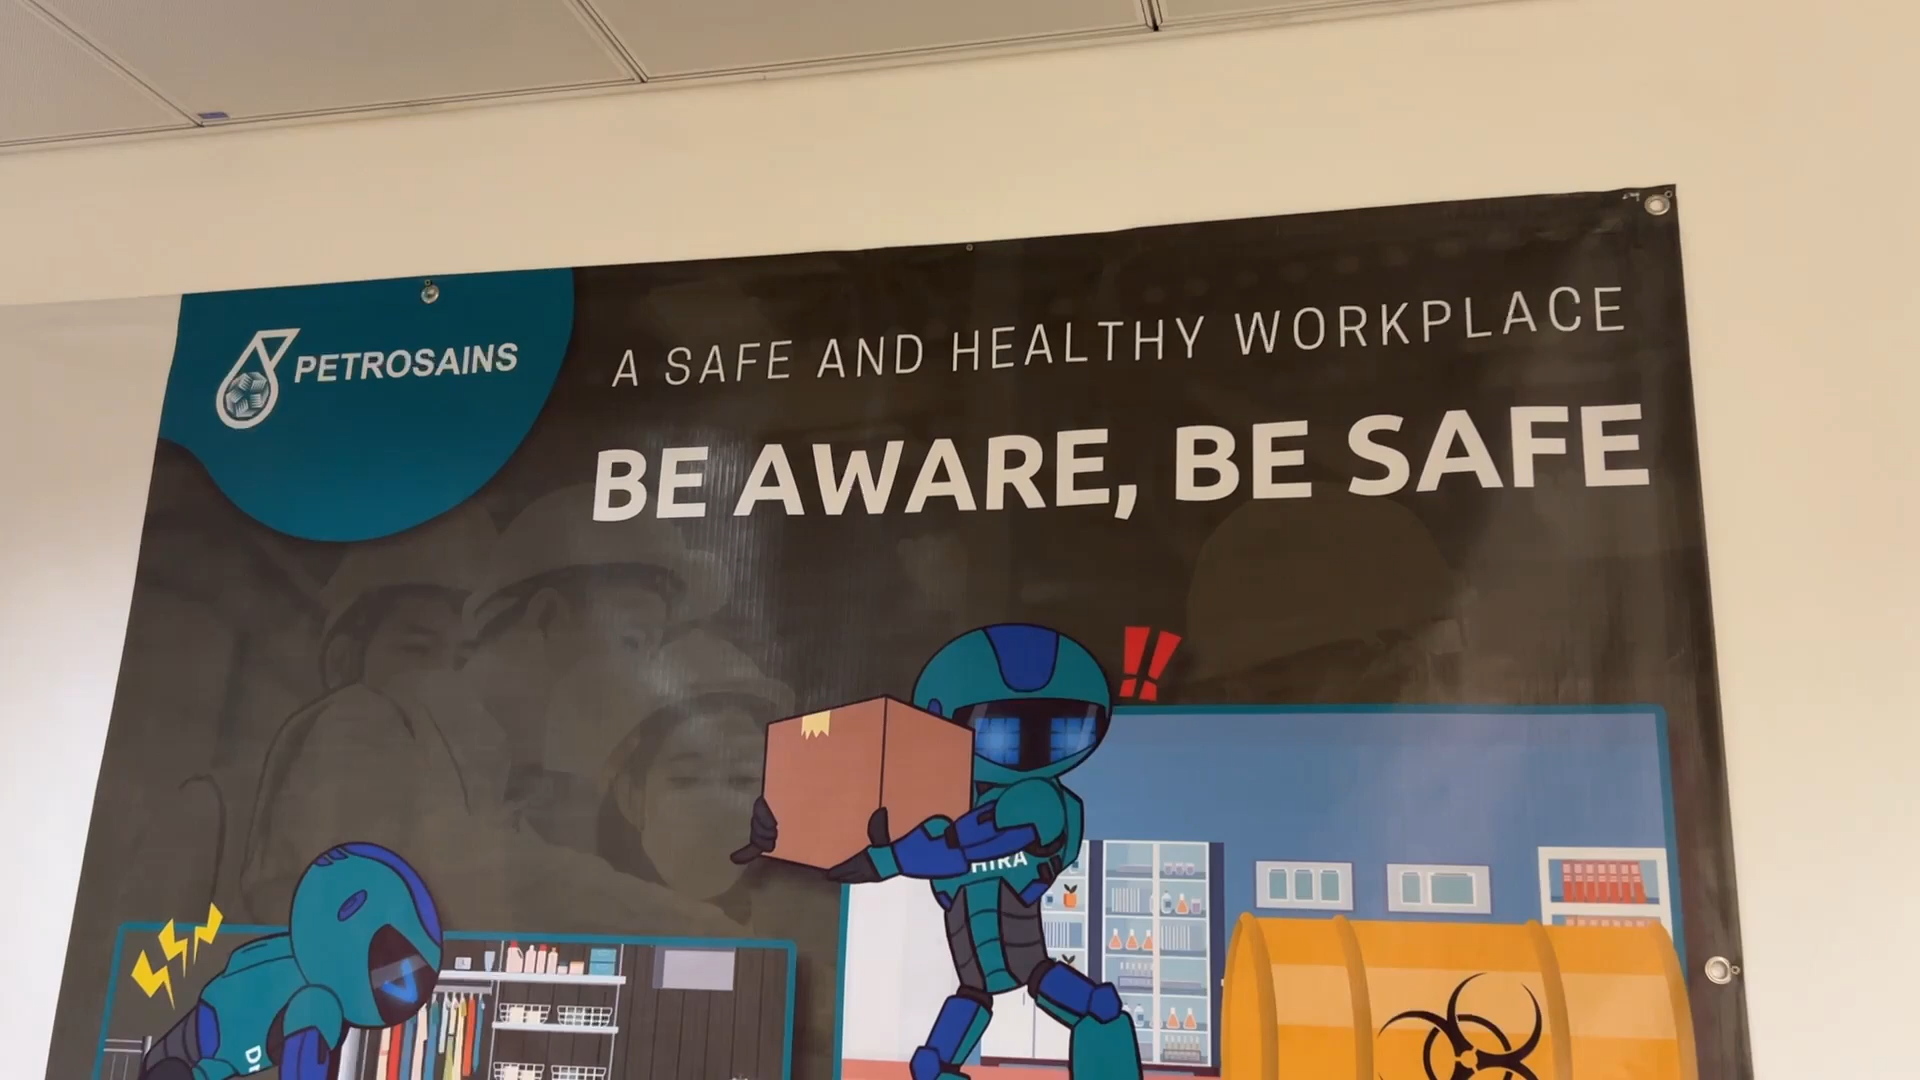 PETROSAINS
A SAFE AND HEALTHY WORKPLACE
BE AWARE, BE SAFE
!!
HIRA